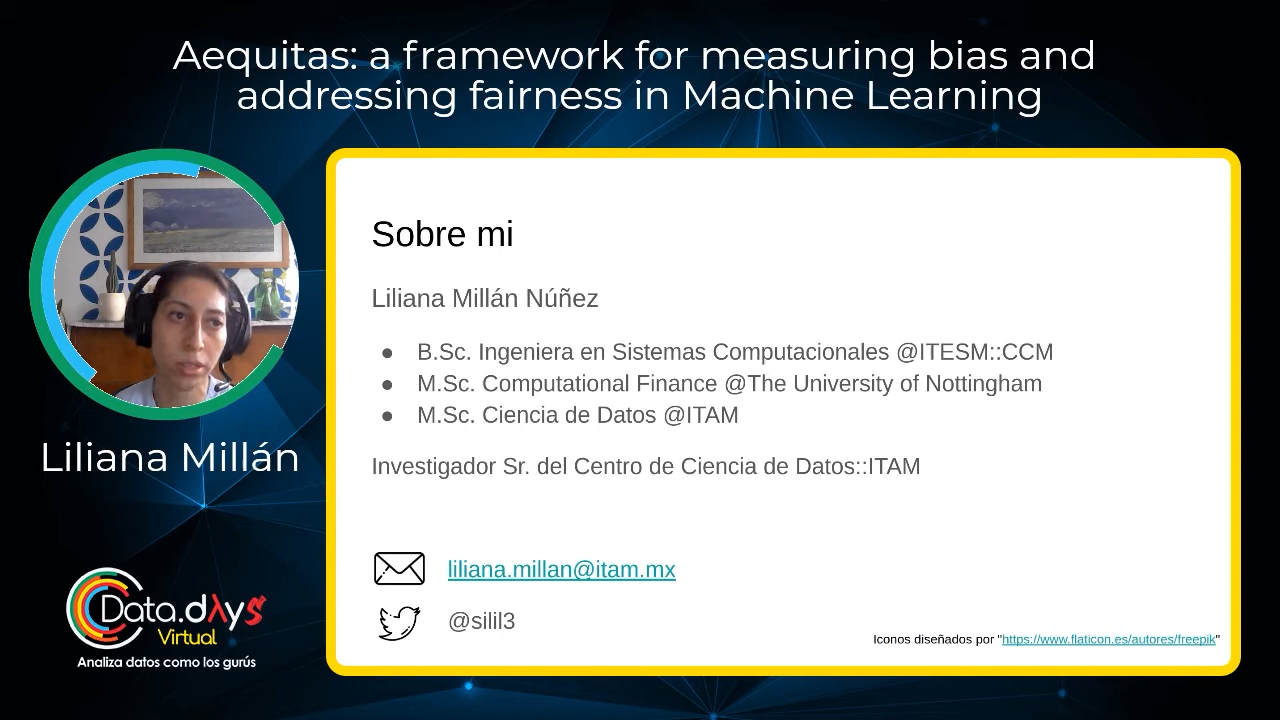 Aequitas: a framework for measuring bias and
addressing fairness in Machine Learning
Sobre mi
Liliana Millán Núñez
● B.Sc. Ingeniera en Sistemas Computacionales @ITESM::CCM
● M.Sc. Computational Finance @The University of Nottingham
● M.Sc. Ciencia de Datos @ITAM
Investigador Sr. del Centro de Ciencia de Datos::ITAM
liliana.millan@itam.mx
@silil3
Iconos diseñados por "https://www.flaticon.es/autores/freepik"
Liliana Millán
Data.dλys
Virtual
Analiza datos como los gurús